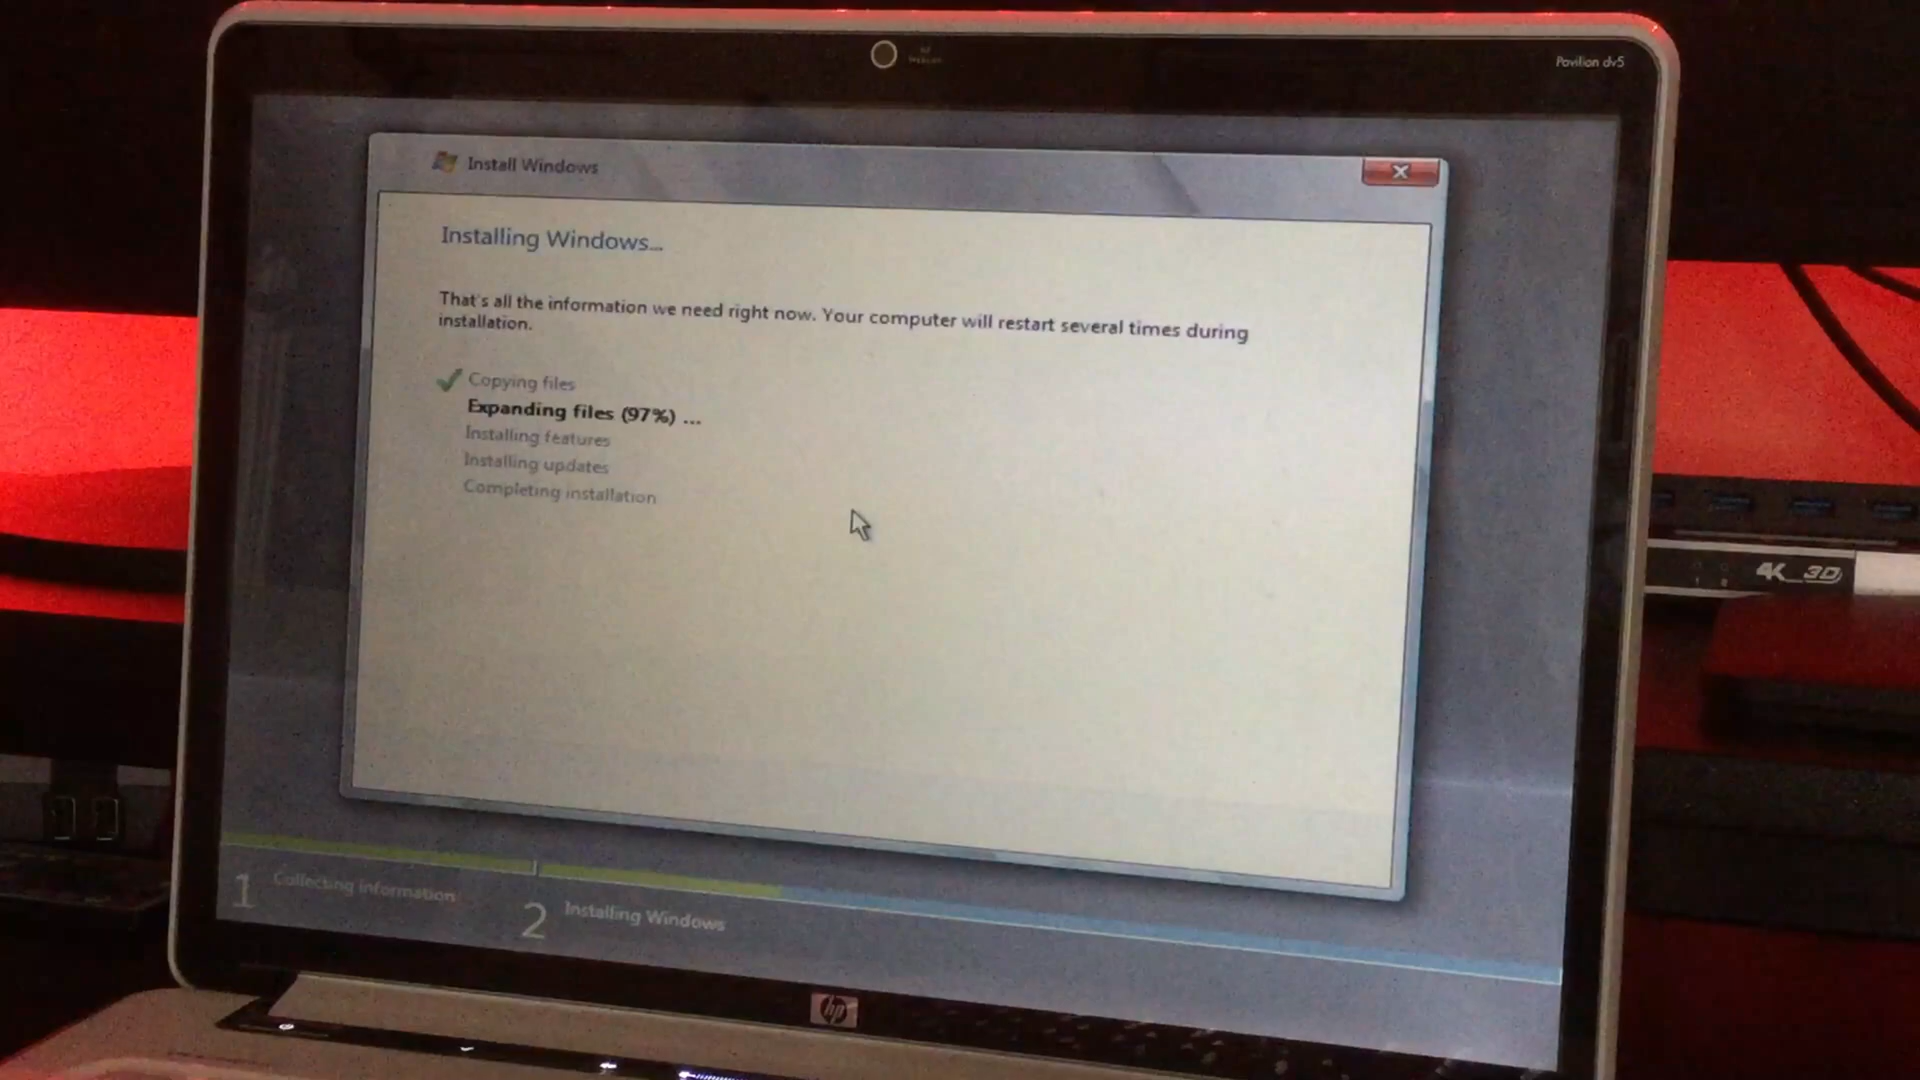 Pavilion dv5
Install Windows
Installing Windows...
That's all the information we need right now. Your computer will restart several times during
installation.
Copying files
Expanding files (97%) ...
Installing features
Installing updates
Completing installation
4K 3D
1 Collecting information
2 Installing Windows
hp